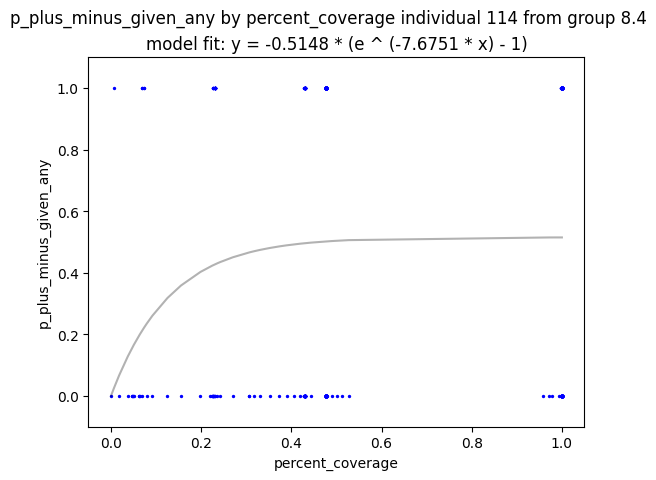 p_plus_minus_given_any by percent_coverage individual 114 from group 8.4
model fit: y = -0.5148 * (e ^ (-7.6751 * x) - 1)
1.0
0.8
0.6
0.4
0.2
0.0
p_plus_minus_given_any
0.0 0.2 0.4 0.6 0.8 1.0
percent_coverage